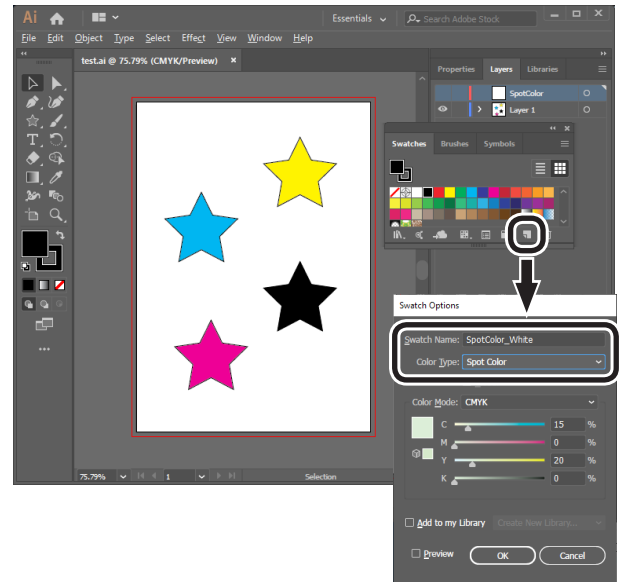 Ai
Essentials
Search Adobe Stock
File Edit Object Type Select Effect View Window Help
test.ai @ 75.79% (CMYK/Preview) ×
Properties Layers Libraries
SpotColor
Layer 1
Swatches Brushes Symbols
T
75.79% 1 Selection
Swatch Options
Swatch Name: SpotColor_White
Color Type: Spot Color
Color Mode: CMYK
C 15 %
M 0 %
Y 20 %
K 0 %
Add to my Library Create New Library...
Preview OK Cancel